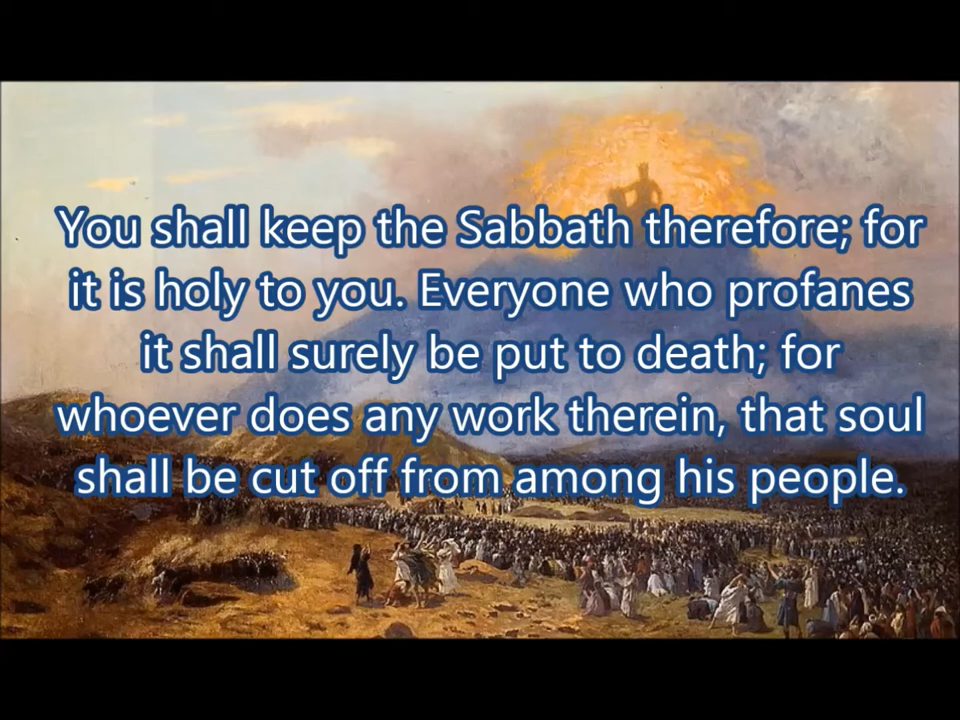 You shall keep the Sabbath therefore; for
it is holy to you. Everyone who profanes
it shall surely be put to death; for
whoever does any work therein, that soul
shall be cut off from among his people.